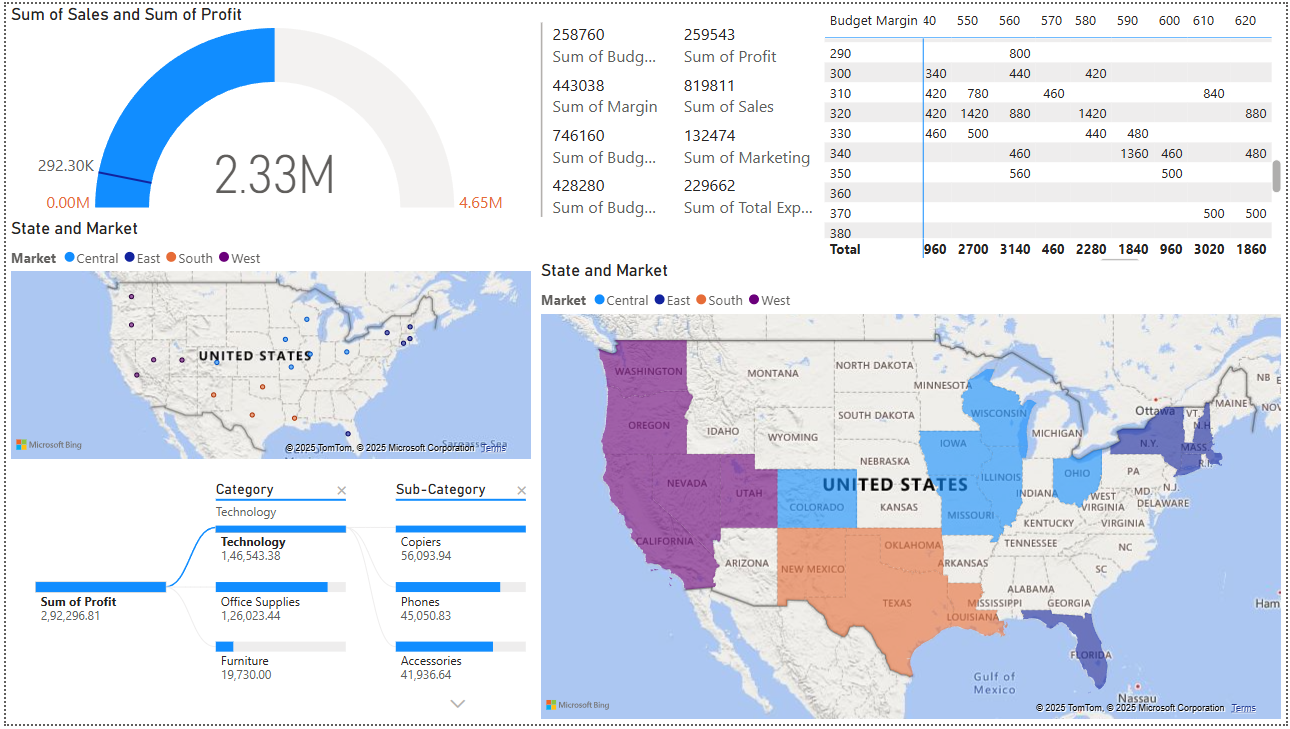 Sum of Sales and Sum of Profit
292.30K
0.00M
2.33M
4.65M
258760 259543
Sum of Budg... Sum of Profit
443038 819811
Sum of Margin Sum of Sales
746160 132474
Sum of Budg... Sum of Marketing
428280 229662
Sum of Budg... Sum of Total Exp...
Budget Margin 40 550 560 570 580 590 600 610 620
290 800
300 340 440 420
310 420 780 460 840
320 420 1420 880 1420 880
330 460 500 440 480
340 460 1360 460 480
350 560 500
360
370 500 500
380
Total 960 2700 3140 460 2280 1840 960 3020 1860
State and Market
Market Central East South West
UNITED STATES
Sargasso Sea
Microsoft Bing
© 2025 TomTom, © 2025 Microsoft Corporation Terms
Category
Technology
Technology
1,46,543.38
Office Supplies
1,26,023.44
Furniture
19,730.00
Sum of Profit
2,92,296.81
Sub-Category
Copiers
56,093.94
Phones
45,050.83
Accessories
41,936.64
State and Market
Market Central East South West
WASHINGTON
MONTANA
NORTH DAKOTA
MINNESOTA
OREGON
IDAHO
WYOMING
SOUTH DAKOTA
WISCONSIN
MICHIGAN
Ottawa
VT.
N.H.
MAINE
NB
NOV
N.Y.
MASS
R.I.
NEBRASKA
IOWA
NEVADA
UTAH
COLORADO
UNITED STATES
KANSAS
ILLINOIS
INDIANA
OHIO
PA
N.J.
MD
DELAWARE
WEST
VIRGINIA
VIRGINIA
MISSOURI
KENTUCKY
CALIFORNIA
ARIZONA
NEW MEXICO
OKLAHOMA
ARKANSAS
TENNESSEE
NC
SC
TEXAS
LOUISIANA
MISSISSIPPI
ALABAMA
GEORGIA
FLORIDA
Ham
Gulf of
Mexico
Nassau
Microsoft Bing
© 2025 TomTom, © 2025 Microsoft Corporation Terms